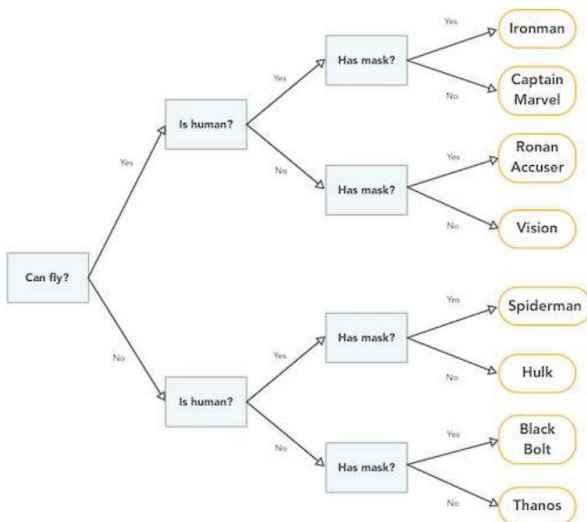 Can fly?
Yes
No
Is human?
Yes
No
Is human?
Yes
No
Has mask?
Yes
No
Has mask?
Yes
No
Has mask?
Yes
No
Has mask?
Yes
No
Ironman
Captain
Marvel
Ronan
Accuser
Vision
Spiderman
Hulk
Black
Bolt
Thanos